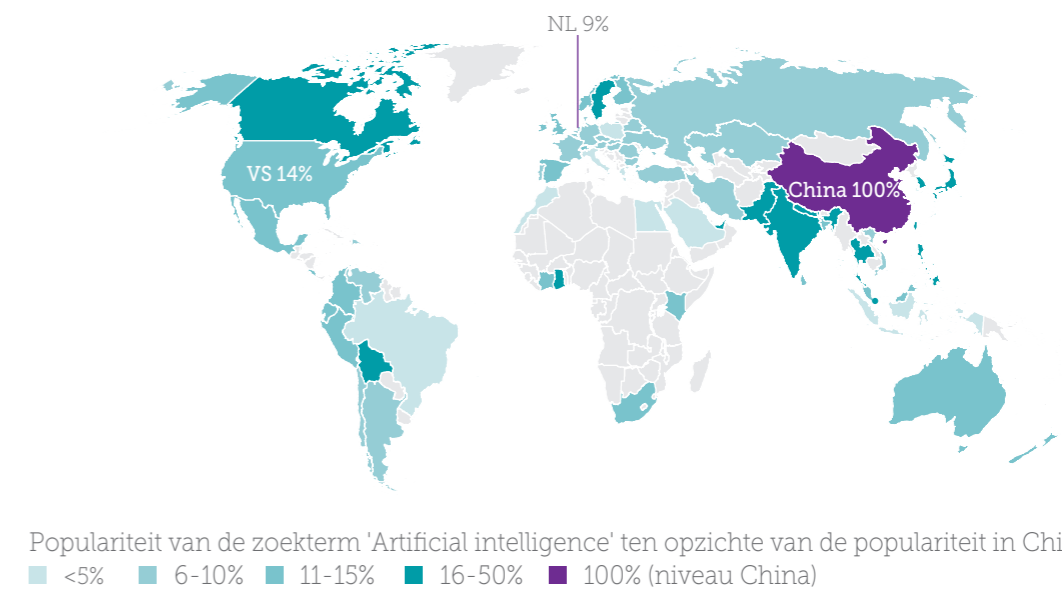 NL 9%
VS 14%
China 100%
Populariteit van de zoekterm 'Artificial intelligence' ten opzichte van de populariteit in Chi
<5% 6-10% 11-15% 16-50% 100% (niveau China)